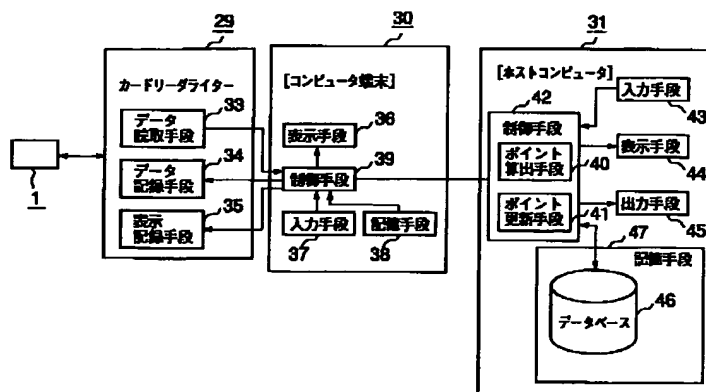 29
カードリーダライター
データ
読取手段
33
データ
記録手段
34
表示
記録手段
35
1
30
[コンピュータ端末]
表示手段
36
制御手段
39
入力手段
37
記憶手段
38
31
[ホストコンピュータ]
42
制御手段
ポイント
算出手段
40
ポイント
更新手段
41
入力手段
43
表示手段
44
出力手段
45
47
記憶手段
46
データベース